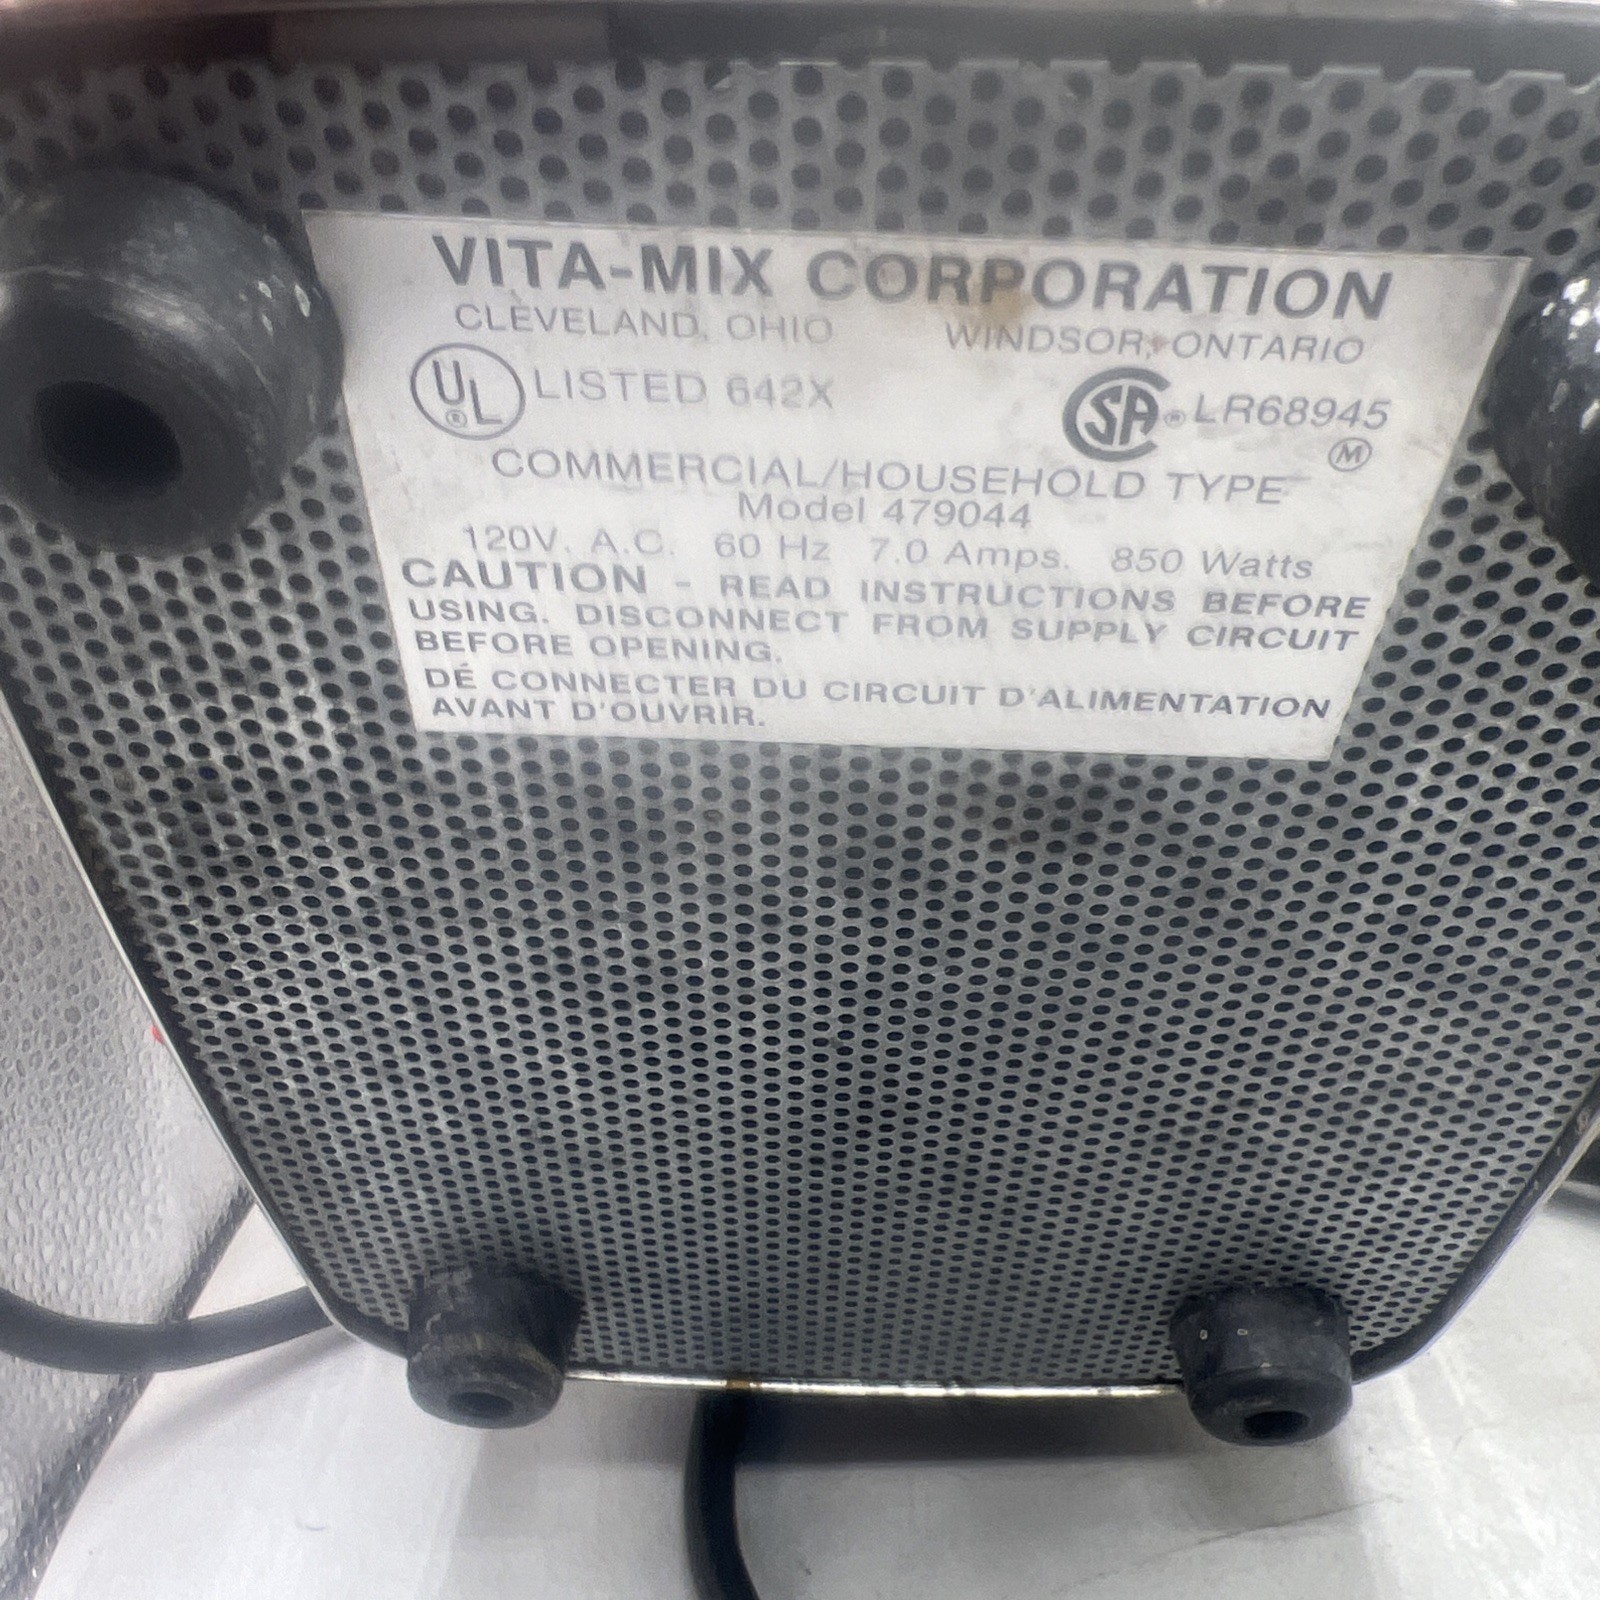 VITA-MIX CORPORATION
CLEVELAND, OHIO WINDSOR, ONTARIO
UL ® LISTED 642X SA ® LR68945
M
COMMERCIAL/HOUSEHOLD TYPE
Model 479044
120V. A.C. 60 Hz 7.0 Amps. 850 Watts
CAUTION - READ INSTRUCTIONS BEFORE
USING. DISCONNECT FROM SUPPLY CIRCUIT
BEFORE OPENING.
DÉ CONNECTER DU CIRCUIT D'ALIMENTATION
AVANT D'OUVRIR.